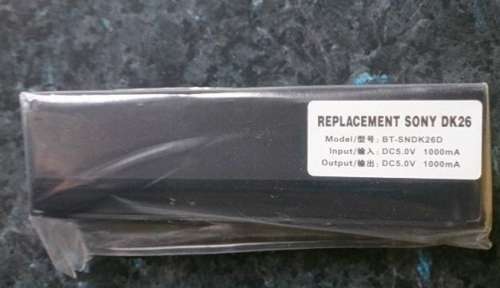 REPLACEMENT SONY DK26
Model/型号: BT-SNDK26D
Input/输入: DC5.0V 1000mA
Output/输出: DC5.0V 1000mA